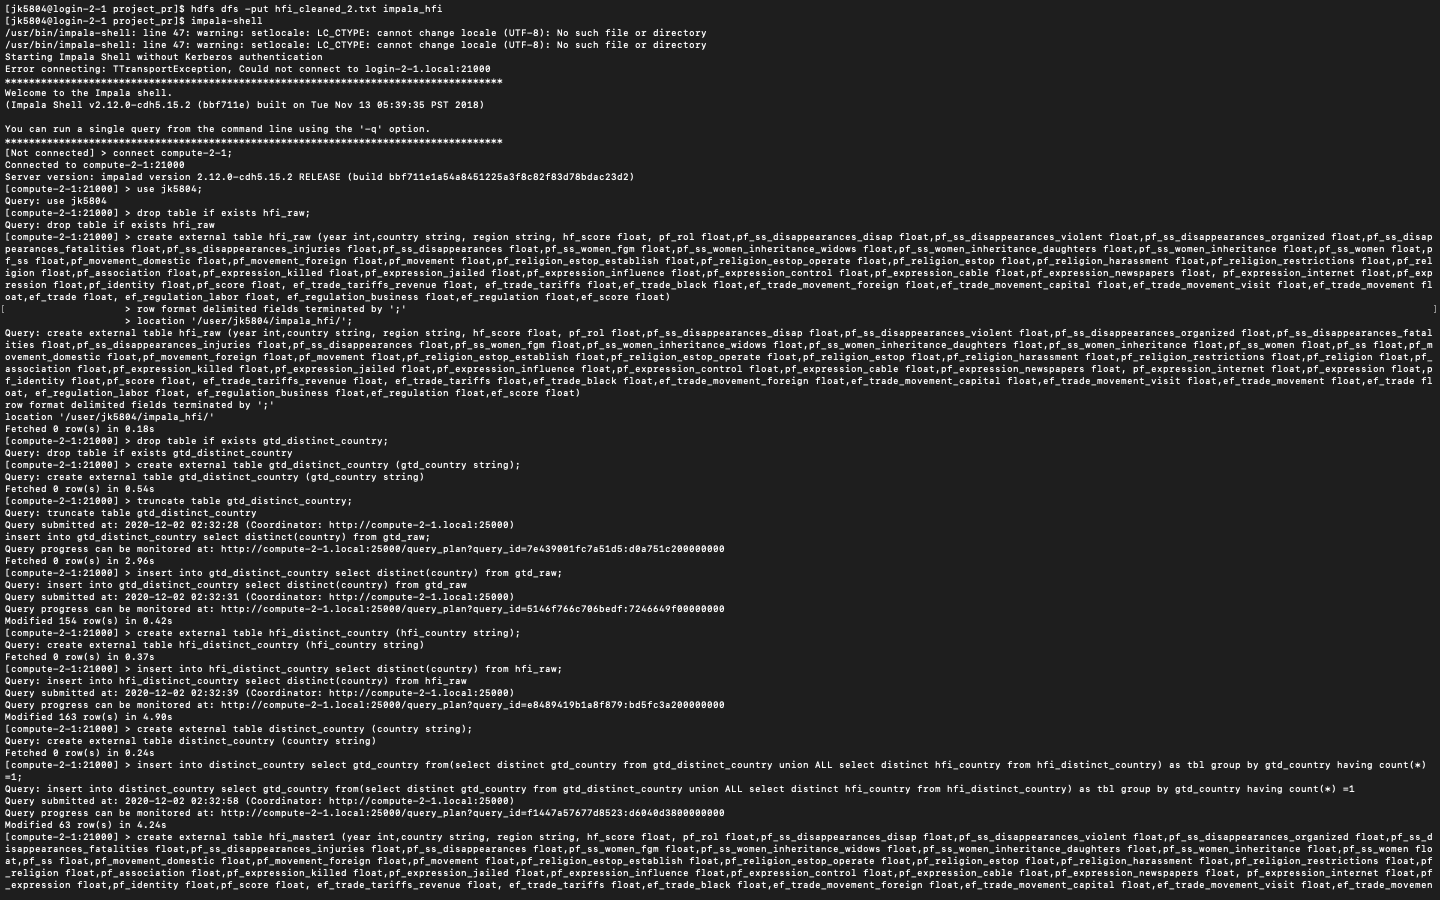 [jk5804@login-2-1 project_pr]$ hdfs dfs -put hfi_cleaned_2.txt impala_hfi
[jk5804@login-2-1 project_pr]$ impala-shell
/usr/bin/impala-shell: line 47: warning: setlocale: LC_CTYPE: cannot change locale (UTF-8): No such file or directory
/usr/bin/impala-shell: line 47: warning: setlocale: LC_CTYPE: cannot change locale (UTF-8): No such file or directory
Starting Impala Shell without Kerberos authentication
Error connecting: TTransportException, Could not connect to login-2-1.local:21000
***********************************************************************************
Welcome to the Impala shell.
(Impala Shell v2.12.0-cdh5.15.2 (bbf711e) built on Tue Nov 13 05:39:35 PST 2018)
You can run a single query from the command line using the '-q' option.
***********************************************************************************
[Not connected] > connect compute-2-1;
Connected to compute-2-1:21000
Server version: impalad version 2.12.0-cdh5.15.2 RELEASE (build bbf711e1a54a8451225a3f8c82f83d78bdac23d2)
[compute-2-1:21000] > use jk5804;
Query: use jk5804
[compute-2-1:21000] > drop table if exists hfi_raw;
Query: drop table if exists hfi_raw
[compute-2-1:21000] > create external table hfi_raw (year int,country string, region string, hf_score float, pf_rol float,pf_ss_disappearances_disap float,pf_ss_disappearances_violent float,pf_ss_disappearances_organized float,pf_ss_disap
pearances_fatalities float,pf_ss_disappearances_injuries float,pf_ss_disappearances float,pf_ss_women_fgm float,pf_ss_women_inheritance_widows float,pf_ss_women_inheritance_daughters float,pf_ss_women_inheritance float,pf_ss_women float,p
f_ss float,pf_movement_domestic float,pf_movement_foreign float,pf_movement float,pf_religion_estop_establish float,pf_religion_estop_operate float,pf_religion_estop float,pf_religion_harassment float,pf_religion_restrictions float,pf_rel
igion float,pf_association float,pf_expression_killed float,pf_expression_jailed float,pf_expression_influence float,pf_expression_control float,pf_expression_cable float,pf_expression_newspapers float, pf_expression_internet float,pf_exp
ression float,pf_identity float,pf_score float, ef_trade_tariffs_revenue float, ef_trade_tariffs float,ef_trade_black float,ef_trade_movement_foreign float,ef_trade_movement_capital float,ef_trade_movement_visit float,ef_trade_movement fl
oat,ef_trade float, ef_regulation_labor float, ef_regulation_business float,ef_regulation float,ef_score float)
[                    > row format delimited fields terminated by ';'                    ]
                    > location '/user/jk5804/impala_hfi/';
Query: create external table hfi_raw (year int,country string, region string, hf_score float, pf_rol float,pf_ss_disappearances_disap float,pf_ss_disappearances_violent float,pf_ss_disappearances_organized float,pf_ss_disappearances_fatal
ities float,pf_ss_disappearances_injuries float,pf_ss_disappearances float,pf_ss_women_fgm float,pf_ss_women_inheritance_widows float,pf_ss_women_inheritance_daughters float,pf_ss_women_inheritance float,pf_ss_women float,pf_ss float,pf_m
ovement_domestic float,pf_movement_foreign float,pf_movement float,pf_religion_estop_establish float,pf_religion_estop_operate float,pf_religion_estop float,pf_religion_harassment float,pf_religion_restrictions float,pf_religion float,pf_
association float,pf_expression_killed float,pf_expression_jailed float,pf_expression_influence float,pf_expression_control float,pf_expression_cable float,pf_expression_newspapers float, pf_expression_internet float,pf_expression float,p
f_identity float,pf_score float, ef_trade_tariffs_revenue float, ef_trade_tariffs float,ef_trade_black float,ef_trade_movement_foreign float,ef_trade_movement_capital float,ef_trade_movement_visit float,ef_trade_movement float,ef_trade fl
oat, ef_regulation_labor float, ef_regulation_business float,ef_regulation float,ef_score float)
row format delimited fields terminated by ';'
location '/user/jk5804/impala_hfi/'
Fetched 0 row(s) in 0.18s
[compute-2-1:21000] > drop table if exists gtd_distinct_country;
Query: drop table if exists gtd_distinct_country
[compute-2-1:21000] > create external table gtd_distinct_country (gtd_country string);
Query: create external table gtd_distinct_country (gtd_country string)
Fetched 0 row(s) in 0.54s
[compute-2-1:21000] > truncate table gtd_distinct_country;
Query: truncate table gtd_distinct_country
Query submitted at: 2020-12-02 02:32:28 (Coordinator: http://compute-2-1.local:25000)
insert into gtd_distinct_country select distinct(country) from gtd_raw;
Query progress can be monitored at: http://compute-2-1.local:25000/query_plan?query_id=7e439001fc7a51d5:d0a751c200000000
Fetched 0 row(s) in 2.96s
[compute-2-1:21000] > insert into gtd_distinct_country select distinct(country) from gtd_raw;
Query: insert into gtd_distinct_country select distinct(country) from gtd_raw
Query submitted at: 2020-12-02 02:32:31 (Coordinator: http://compute-2-1.local:25000)
Query progress can be monitored at: http://compute-2-1.local:25000/query_plan?query_id=5146f766c706bedf:7246649f00000000
Modified 154 row(s) in 0.42s
[compute-2-1:21000] > create external table hfi_distinct_country (hfi_country string);
Query: create external table hfi_distinct_country (hfi_country string)
Fetched 0 row(s) in 0.37s
[compute-2-1:21000] > insert into hfi_distinct_country select distinct(country) from hfi_raw;
Query: insert into hfi_distinct_country select distinct(country) from hfi_raw
Query submitted at: 2020-12-02 02:32:39 (Coordinator: http://compute-2-1.local:25000)
Query progress can be monitored at: http://compute-2-1.local:25000/query_plan?query_id=e8489419b1a8f879:bd5fc3a200000000
Modified 163 row(s) in 4.90s
[compute-2-1:21000] > create external table distinct_country (country string);
Query: create external table distinct_country (country string)
Fetched 0 row(s) in 0.24s
[compute-2-1:21000] > insert into distinct_country select gtd_country from(select distinct gtd_country from gtd_distinct_country union ALL select distinct hfi_country from hfi_distinct_country) as tbl group by gtd_country having count(*)
=1;
Query: insert into distinct_country select gtd_country from(select distinct gtd_country from gtd_distinct_country union ALL select distinct hfi_country from hfi_distinct_country) as tbl group by gtd_country having count(*) =1
Query submitted at: 2020-12-02 02:32:58 (Coordinator: http://compute-2-1.local:25000)
Query progress can be monitored at: http://compute-2-1.local:25000/query_plan?query_id=f1447a57677d8523:d6040d3800000000
Modified 63 row(s) in 4.24s
[compute-2-1:21000] > create external table hfi_master1 (year int,country string, region string, hf_score float, pf_rol float,pf_ss_disappearances_disap float,pf_ss_disappearances_violent float,pf_ss_disappearances_organized float,pf_ss_d
isappearances_fatalities float,pf_ss_disappearances_injuries float,pf_ss_disappearances float,pf_ss_women_fgm float,pf_ss_women_inheritance_widows float,pf_ss_women_inheritance_daughters float,pf_ss_women_inheritance float,pf_ss_women flo
at,pf_ss float,pf_movement_domestic float,pf_movement_foreign float,pf_movement float,pf_religion_estop_establish float,pf_religion_estop_operate float,pf_religion_estop float,pf_religion_harassment float,pf_religion_restrictions float,pf
_religion float,pf_association float,pf_expression_killed float,pf_expression_jailed float,pf_expression_influence float,pf_expression_control float,pf_expression_cable float,pf_expression_newspapers float, pf_expression_internet float,pf
_expression float,pf_identity float,pf_score float, ef_trade_tariffs_revenue float, ef_trade_tariffs float,ef_trade_black float,ef_trade_movement_foreign float,ef_trade_movement_capital float,ef_trade_movement_visit float,ef_trade_movemen